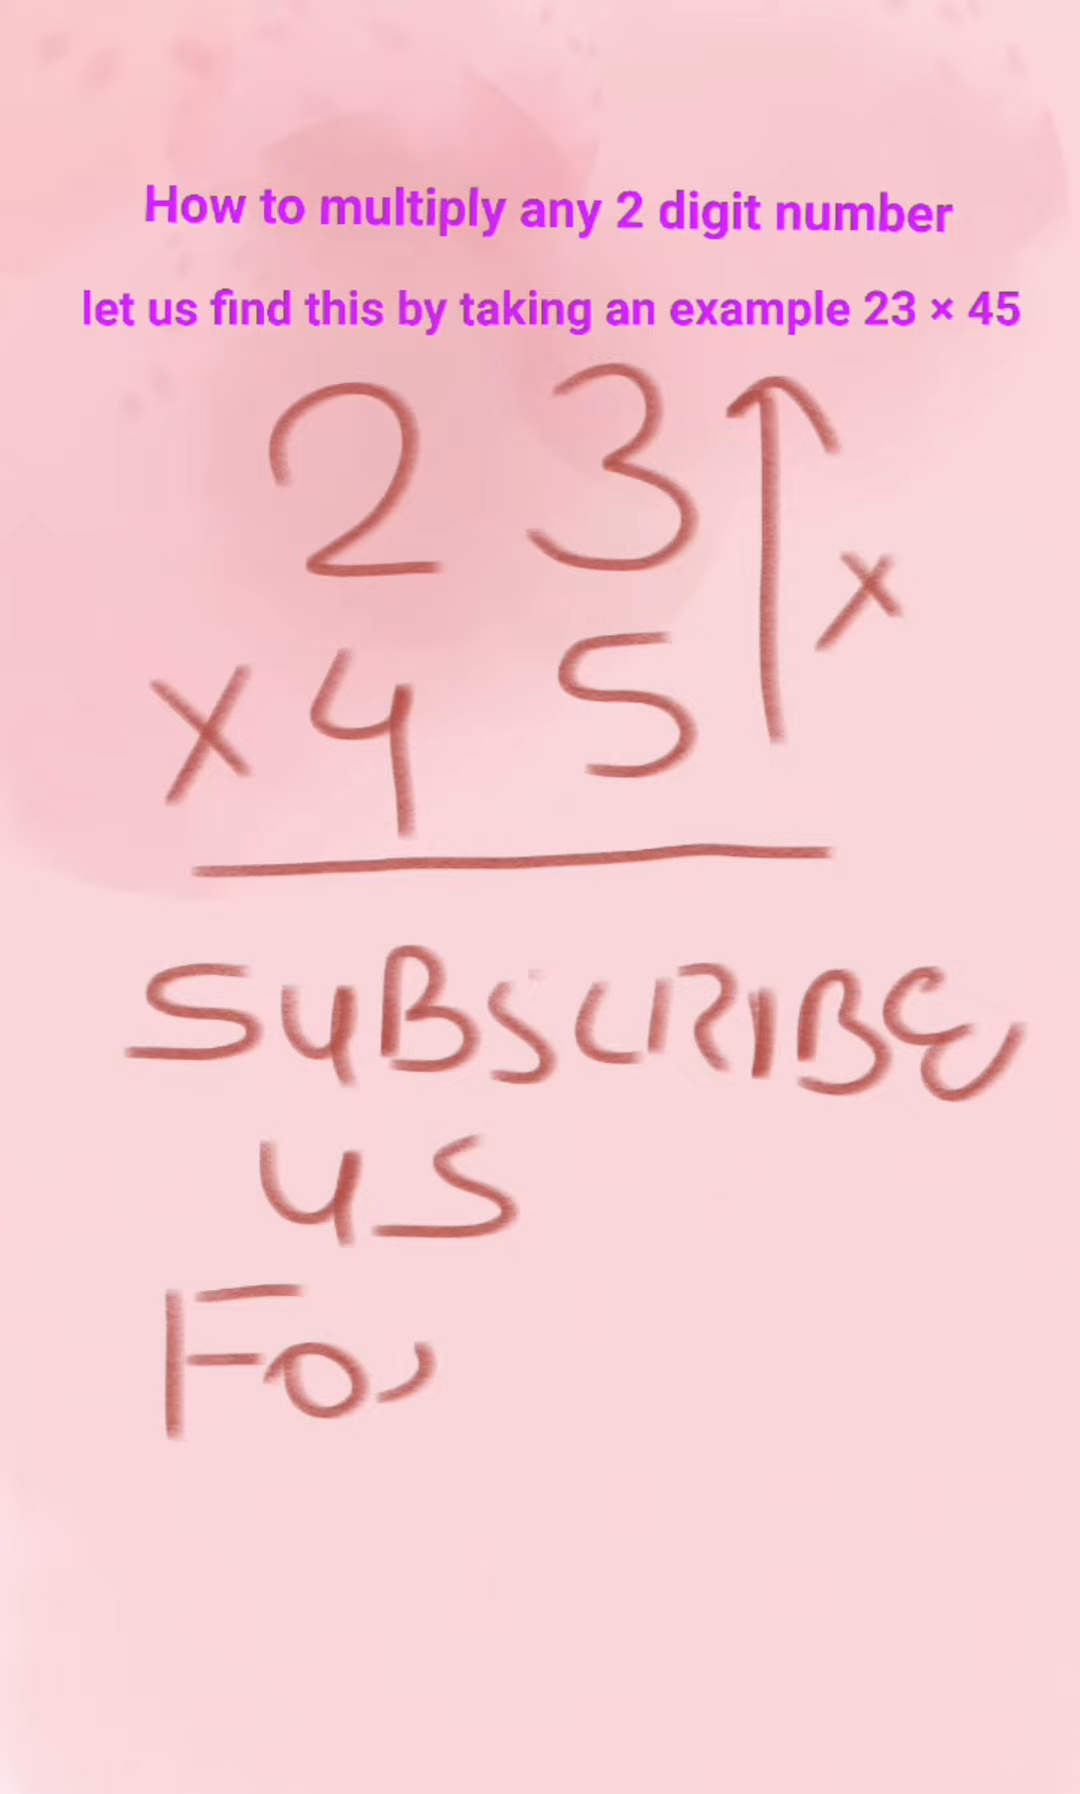 How to multiply any 2 digit number
let us find this by taking an example 23 × 45
23
×
×45
SUBSCRIBE
US
For